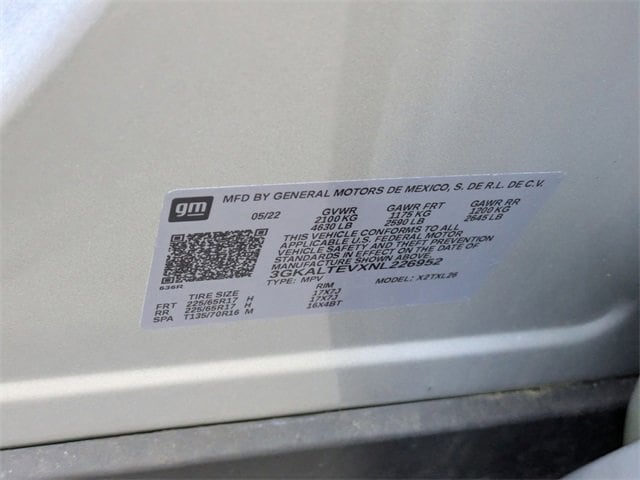 gm MFD BY GENERAL MOTORS DE MEXICO, S. DE R.L. DE C.V.
05/22 GVWR GAWR FRT GAWR RR
2100 KG 1175 KG 1200 KG
4630 LB 2590 LB 2645 LB
THIS VEHICLE CONFORMS TO ALL
APPLICABLE U.S. FEDERAL MOTOR
VEHICLE SAFETY AND THEFT PREVENTION
STANDARDS IN EFFECT ON THE DATE OF
MANUFACTURE SHOWN ABOVE.
3GKALTEVXNL226952
636R TYPE: MPV MODEL: X2TXL26
TIRE SIZE RIM
FRT 225/65R17 H 17X7J
RR 225/65R17 H 17X7J
SPA T135/70R16 M 16X4BT